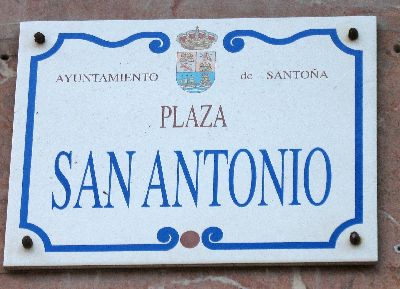 AYUNTAMIENTO de SANTOÑA
PLAZA
SAN ANTONIO